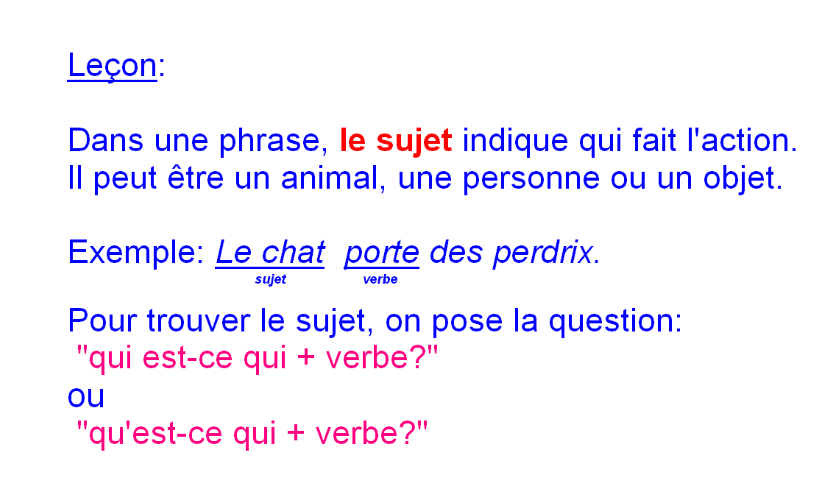 Leçon:
Dans une phrase, le sujet indique qui fait l'action.
Il peut être un animal, une personne ou un objet.
Exemple: Le chat porte des perdrix.
sujet verbe
Pour trouver le sujet, on pose la question:
"qui est-ce qui + verbe?"
ou
"qu'est-ce qui + verbe?"